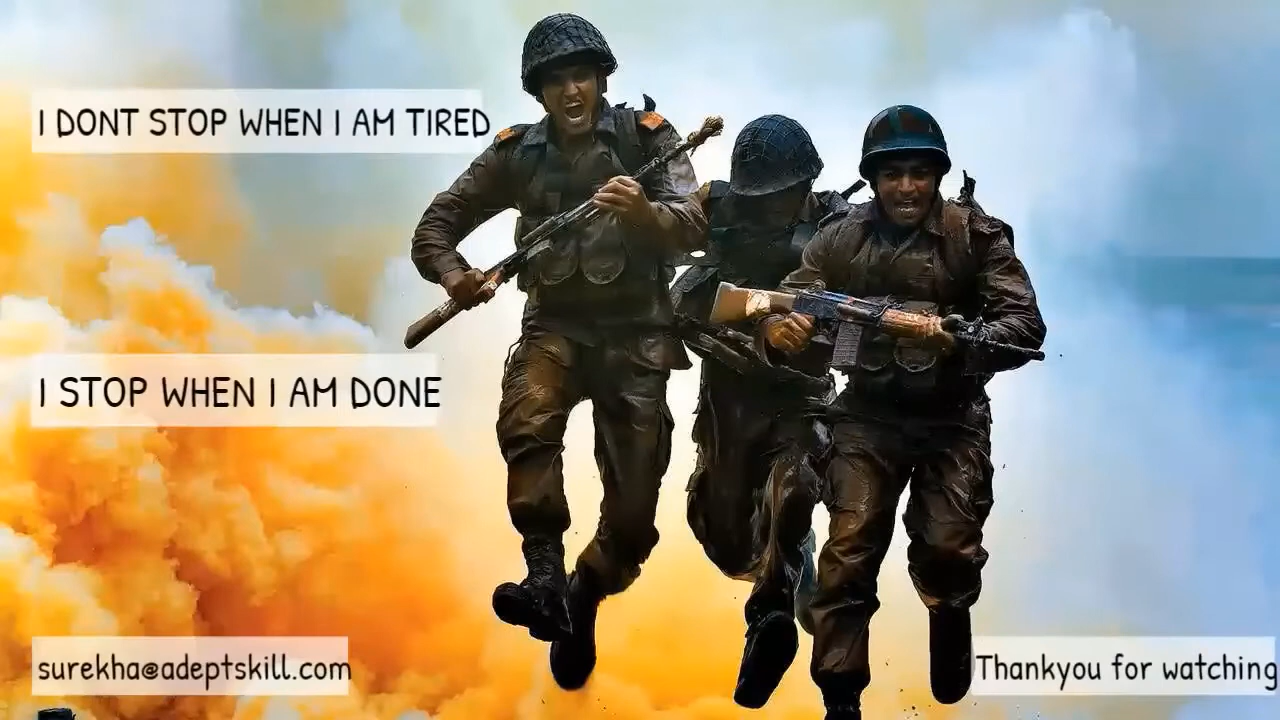 I DONT STOP WHEN I AM TIRED
I STOP WHEN I AM DONE
surekha@adeptskill.com
Thankyou for watching